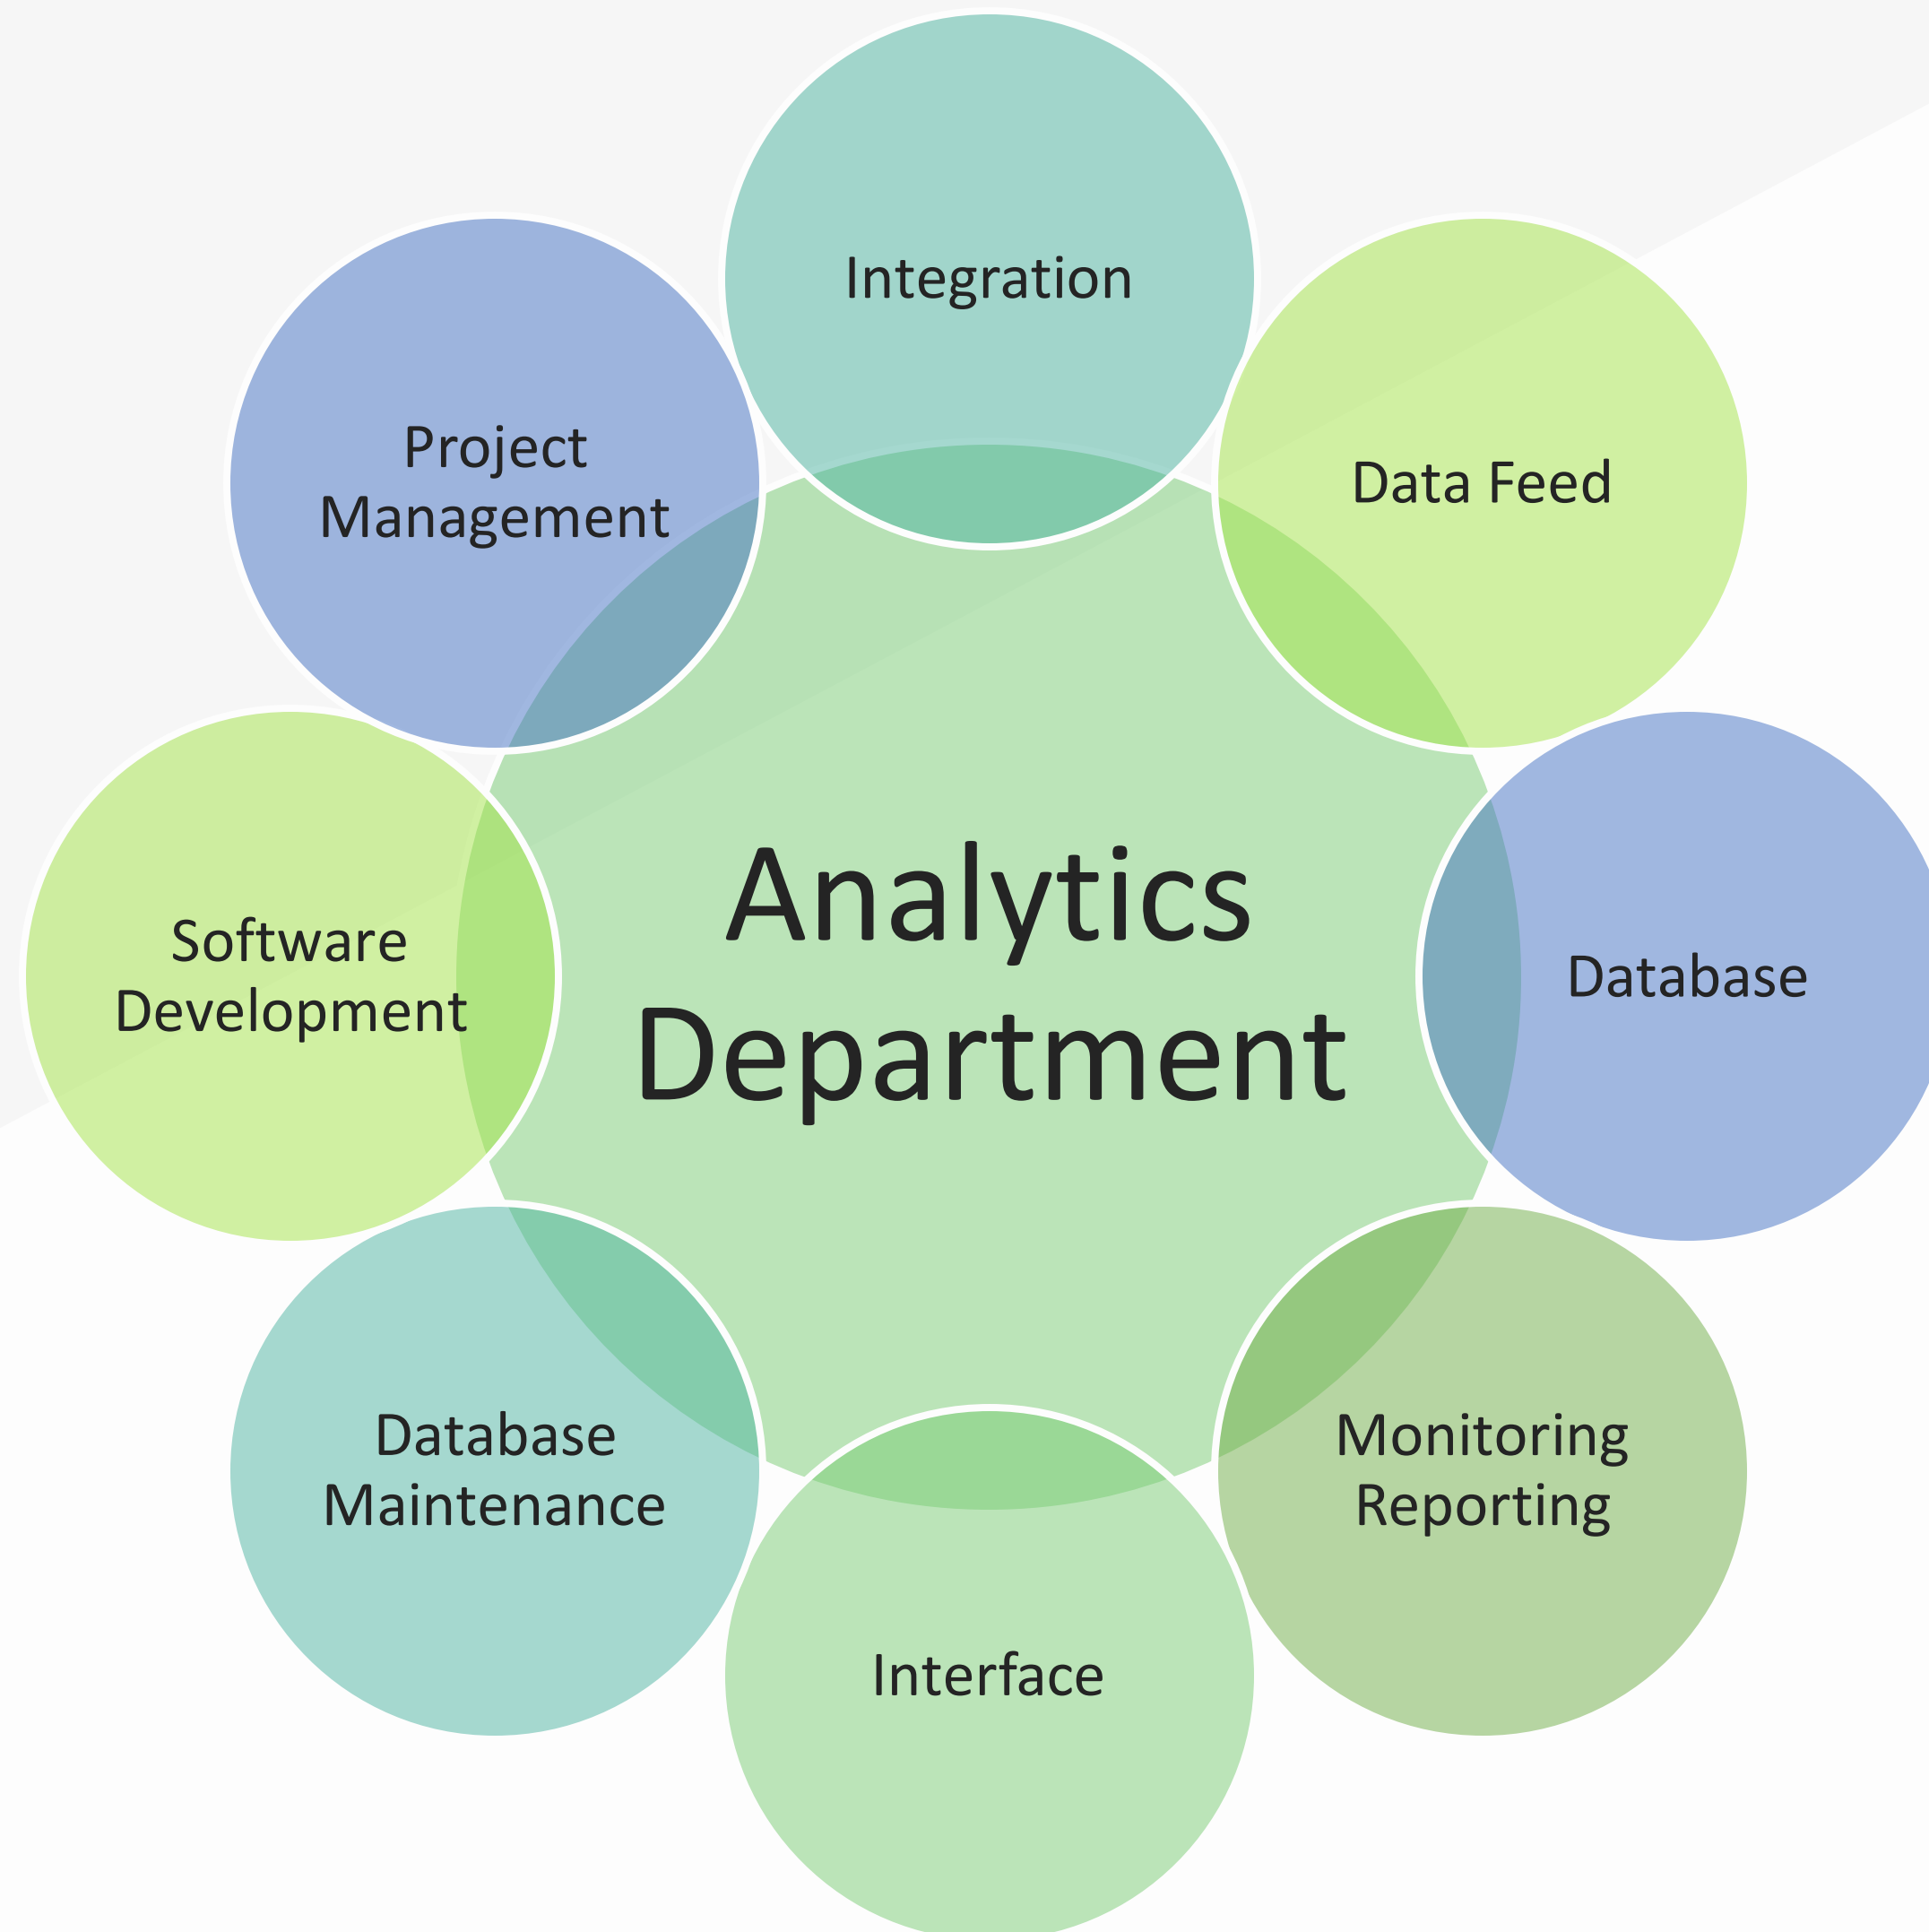 Integration
Project
Management
Data Feed
Analytics
Department
Software
Development
Database
Database
Maintenance
Monitoring
Reporting
Interface